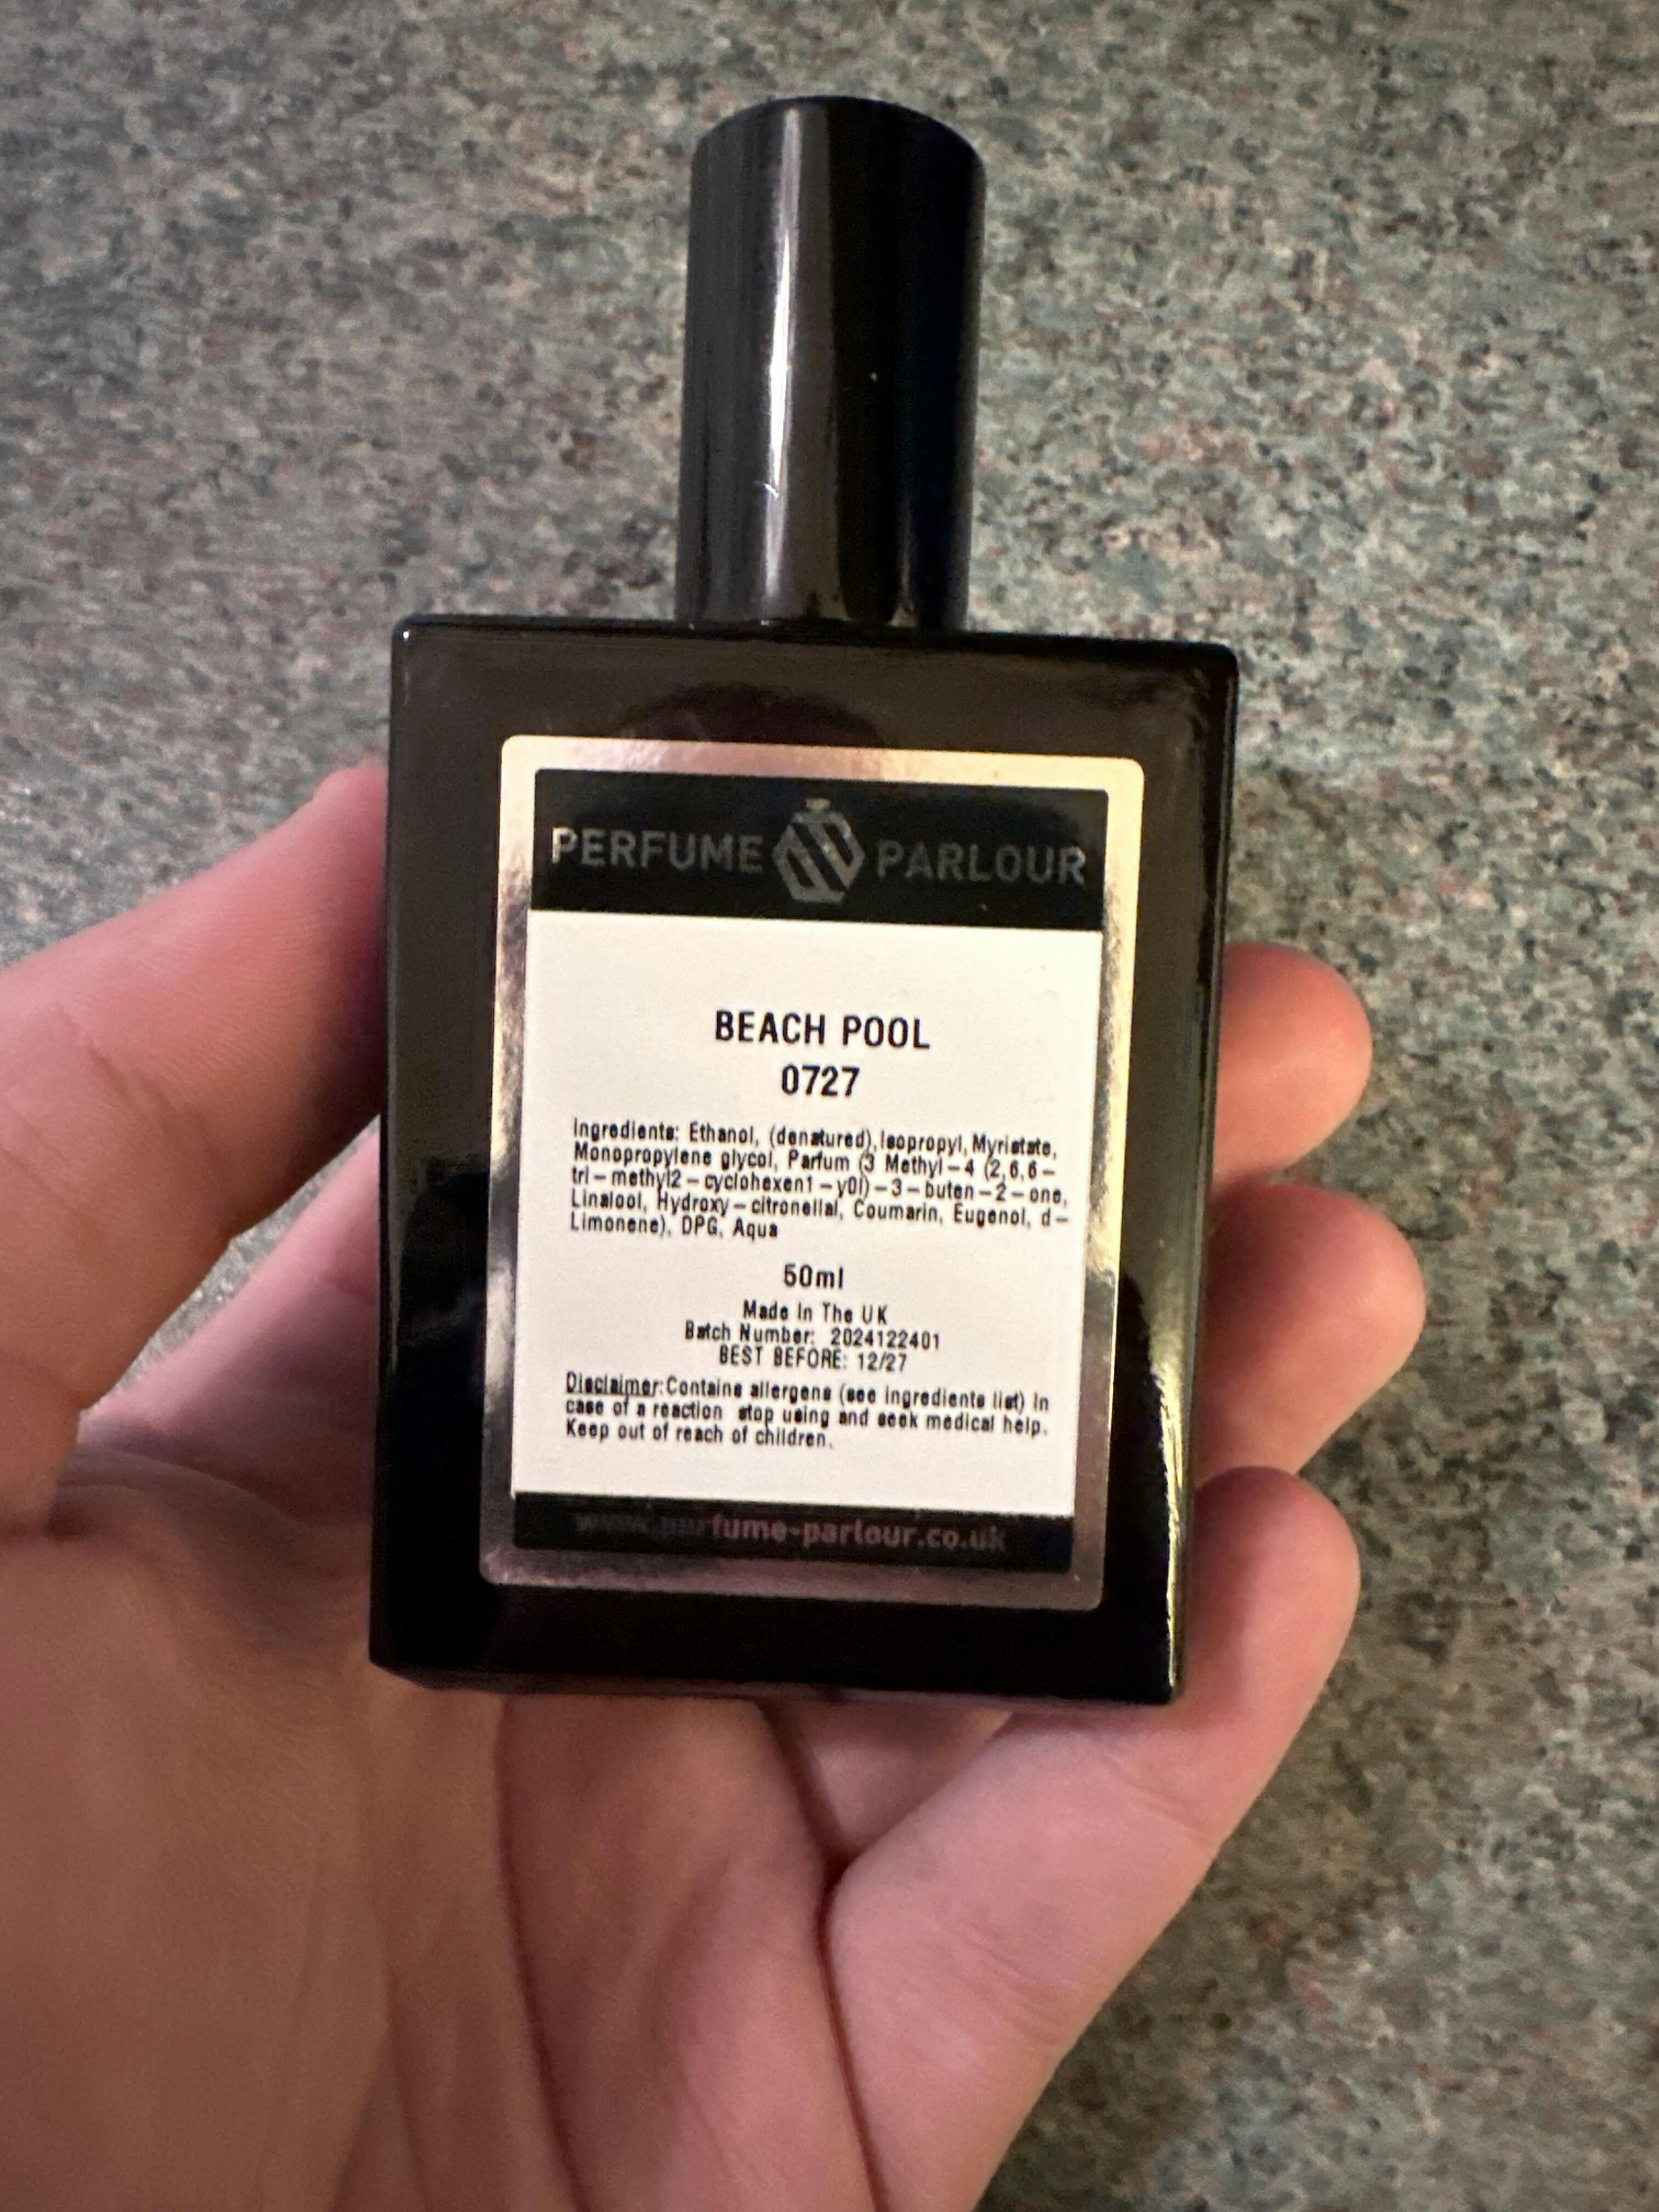 PERFUME PARLOUR
BEACH POOL
0727
Ingredients: Ethanol, (denatured), Isopropyl, Myristate,
Monopropylene glycol, Parfum (3 Methyl-4 (2,6,6-
tri-methyl2-cyclohexen1-y0l)-3-buten-2-one,
Linalool, Hydroxy-citronellal, Coumarin, Eugenol, d-
Limonene), DPG, Aqua
50ml
Made In The UK
Batch Number: 2024122401
BEST BEFORE: 12/27
Disclaimer:Contains allergens (see ingredients list) In
case of a reaction stop using and seek medical help.
Keep out of reach of children.
www.perfume-parlour.co.uk